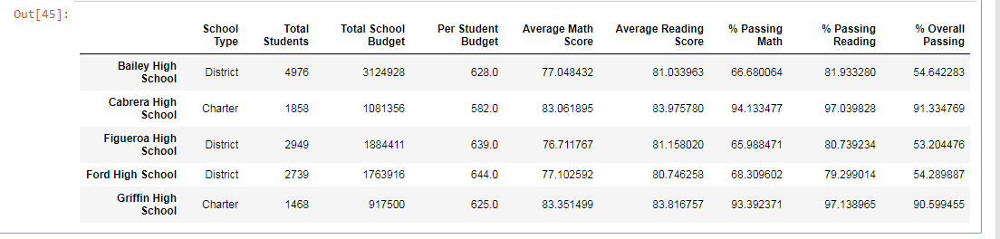 Out[45]:
School Type Total Students Total School Budget Per Student Budget Average Math Score Average Reading Score % Passing Math % Passing Reading % Overall Passing
Bailey High School District 4976 3124928 628.0 77.048432 81.033963 66.680064 81.933280 54.642283
Cabrera High School Charter 1858 1081356 582.0 83.061895 83.975780 94.133477 97.039828 91.334769
Figueroa High School District 2949 1884411 639.0 76.711767 81.158020 65.988471 80.739234 53.204476
Ford High School District 2739 1763916 644.0 77.102592 80.746258 68.309602 79.299014 54.289887
Griffin High School Charter 1468 917500 625.0 83.351499 83.816757 93.392371 97.138965 90.599455